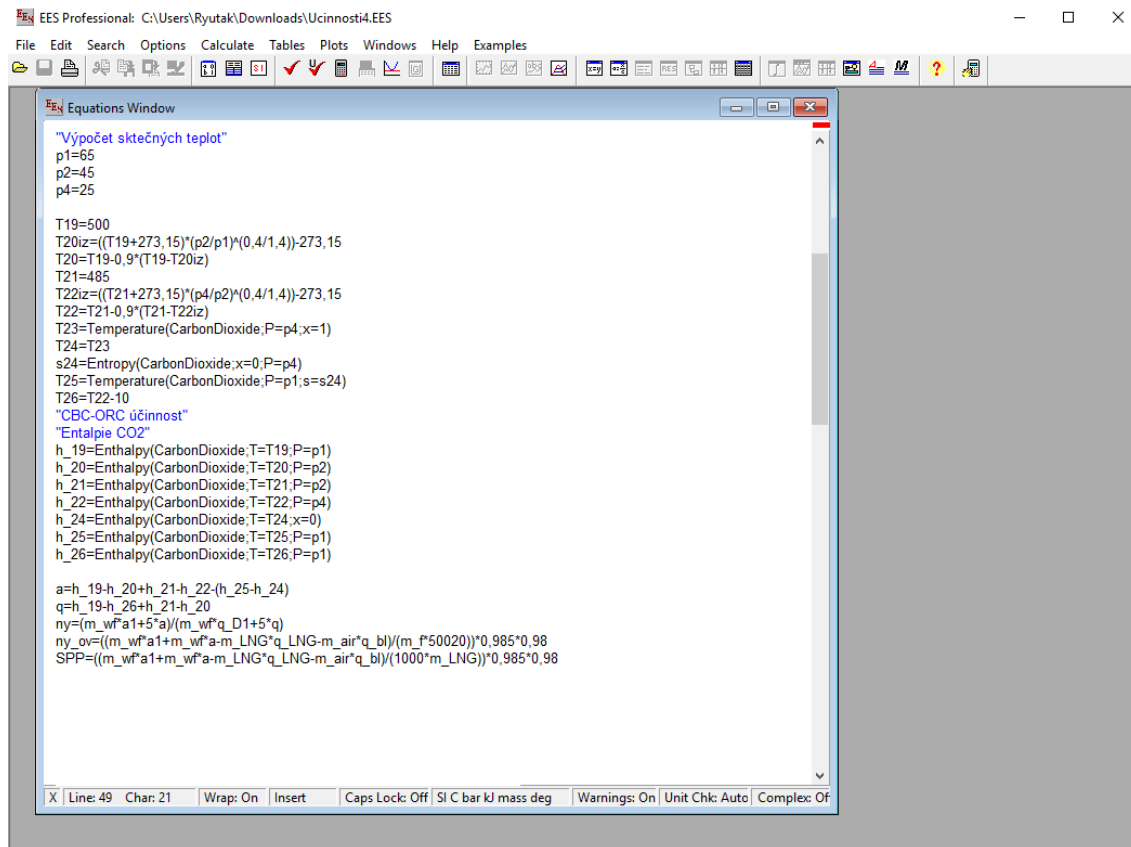 EES Professional: C:\Users\Ryutak\Downloads\Ucinnosti4.EES
File Edit Search Options Calculate Tables Plots Windows Help Examples
Equations Window
"Výpočet sktečných teplot"
p1=65
p2=45
p4=25
T19=500
T20iz=((T19+273,15)*(p2/p1)^(0,4/1,4))-273,15
T20=T19-0,9*(T19-T20iz)
T21=485
T22iz=((T21+273,15)*(p4/p2)^(0,4/1,4))-273,15
T22=T21-0,9*(T21-T22iz)
T23=Temperature(CarbonDioxide;P=p4;x=1)
T24=T23
s24=Entropy(CarbonDioxide;x=0;P=p4)
T25=Temperature(CarbonDioxide;P=p1;s=s24)
T26=T22-10
"CBC-ORC účinnost"
"Entalpie CO2"
h_19=Enthalpy(CarbonDioxide;T=T19;P=p1)
h_20=Enthalpy(CarbonDioxide;T=T20;P=p2)
h_21=Enthalpy(CarbonDioxide;T=T21;P=p2)
h_22=Enthalpy(CarbonDioxide;T=T22;P=p4)
h_24=Enthalpy(CarbonDioxide;T=T24;x=0)
h_25=Enthalpy(CarbonDioxide;T=T25;P=p1)
h_26=Enthalpy(CarbonDioxide;T=T26;P=p1)
a=h_19-h_20+h_21-h_22-(h_25-h_24)
q=h_19-h_26+h_21-h_20
ny=(m_wf*a1+5*a)/(m_wf*q_D1+5*q)
ny_ov=((m_wf*a1+m_wf*a-m_LNG*q_LNG-m_air*q_bl)/(m_f*50020))*0,985*0,98
SPP=((m_wf*a1+m_wf*a-m_LNG*q_LNG-m_air*q_bl)/(1000*m_LNG))*0,985*0,98
X Line: 49 Char: 21 Wrap: On Insert Caps Lock: Off SI C bar kJ mass deg Warnings: On Unit Chk: Auto Complex: Of